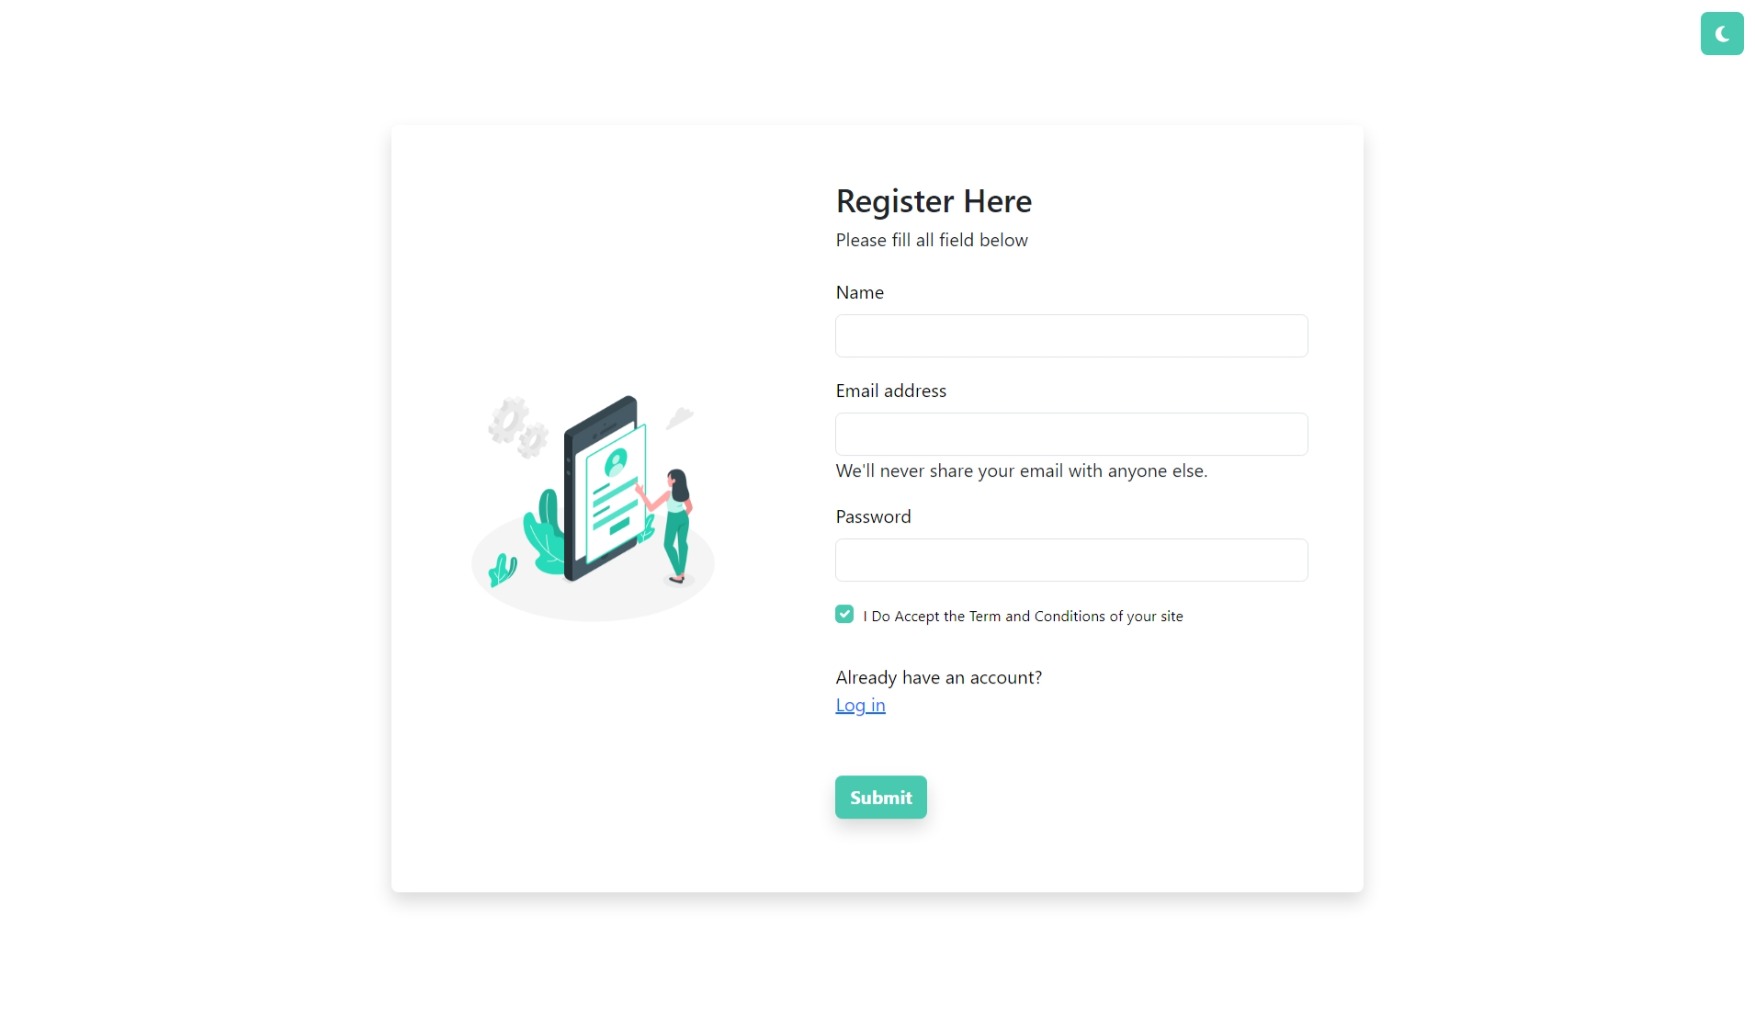 Register Here
Please fill all field below
Name
Email address
We'll never share your email with anyone else.
Password
I Do Accept the Term and Conditions of your site
Already have an account?
Log in
Submit